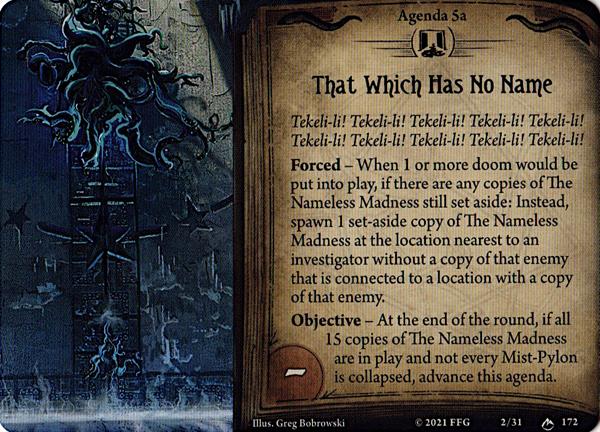 Agenda 5a
That Which Has No Name
Tekeli-li! Tekeli-li! Tekeli-li! Tekeli-li! Tekeli-li!
Tekeli-li! Tekeli-li! Tekeli-li! Tekeli-li! Tekeli-li!
Forced – When 1 or more doom would be
put into play, if there are any copies of The
Nameless Madness still set aside: Instead,
spawn 1 set-aside copy of The Nameless
Madness at the location nearest to an
investigator without a copy of that enemy
that is connected to a location with a copy
of that enemy.
Objective – At the end of the round, if all
15 copies of The Nameless Madness
are in play and not every Mist-Pylon
is collapsed, advance this agenda.
–
Illus. Greg Bobrowski © 2021 FFG 2/31 172